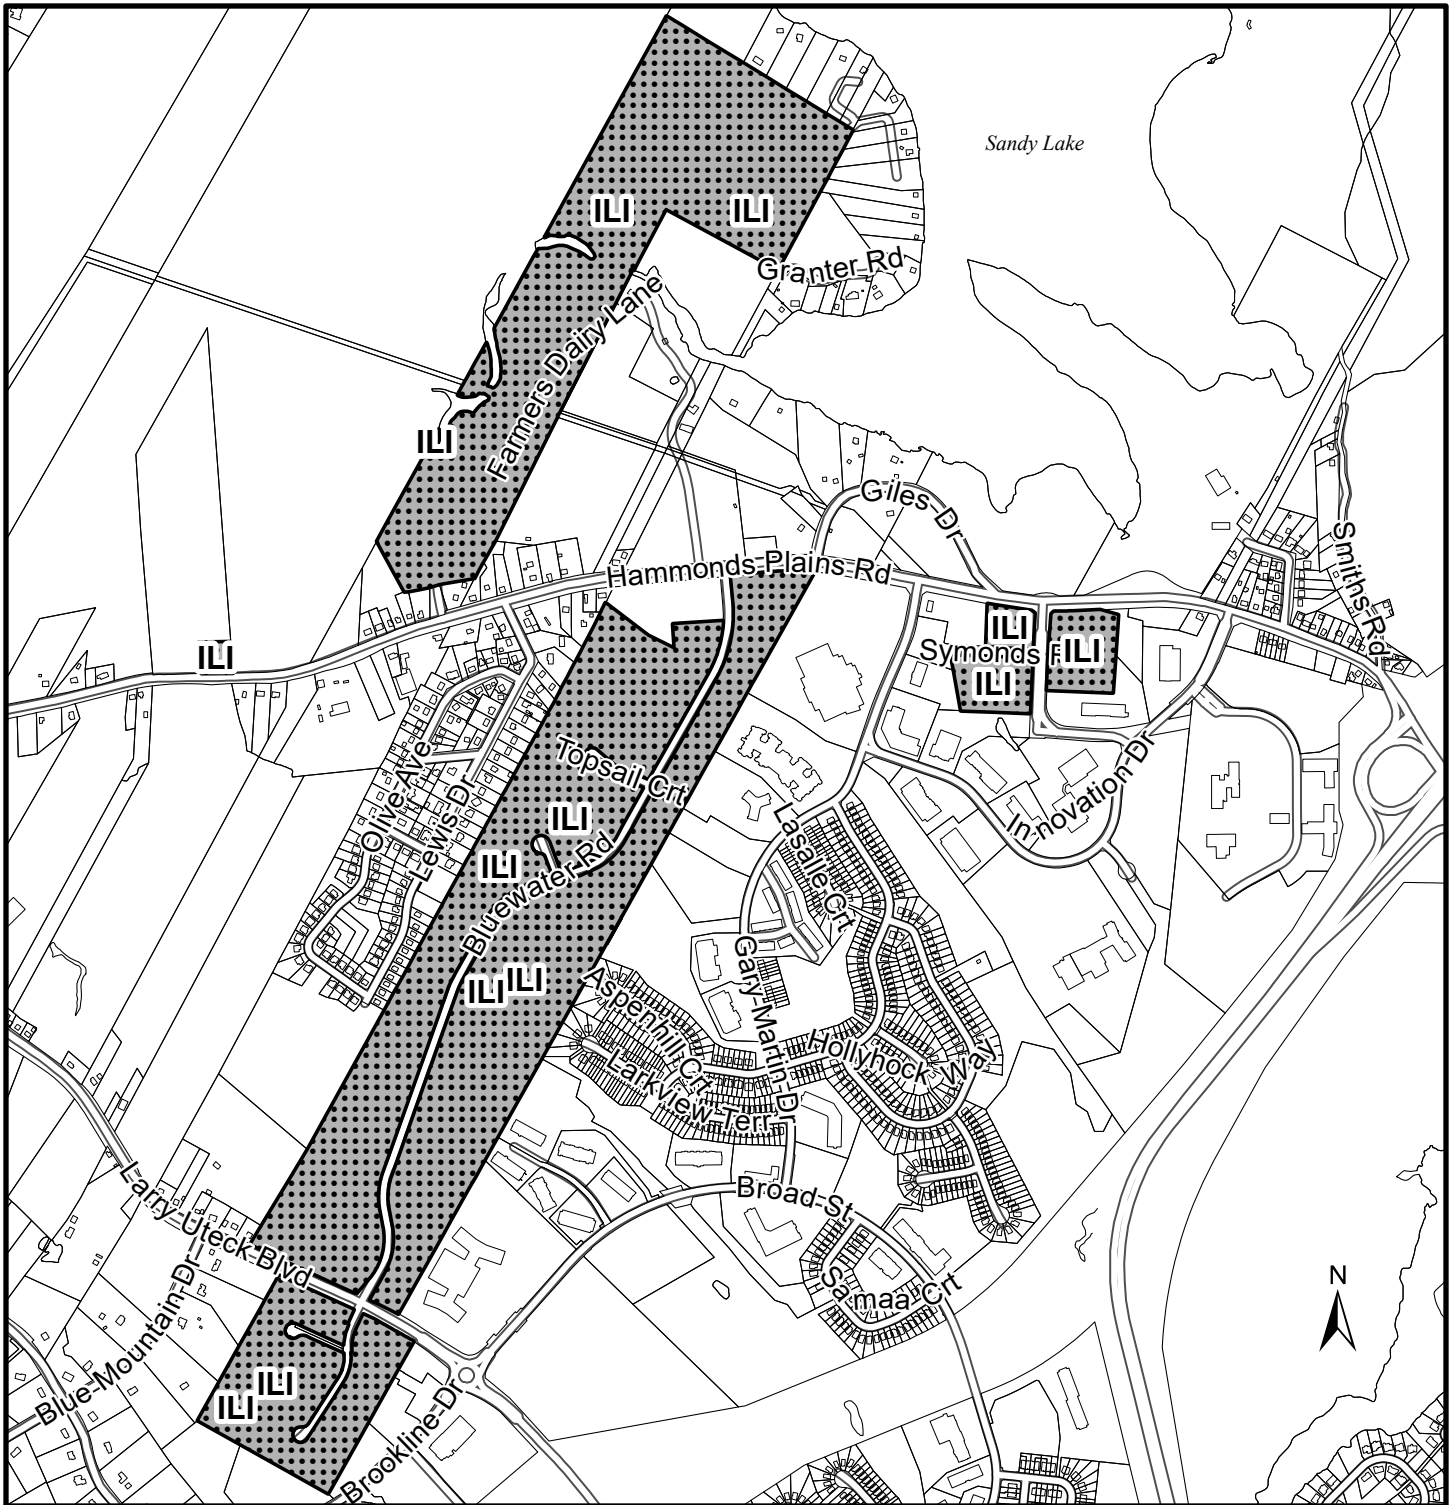 Sandy Lake
ILI
ILI
Granter Rd
Farmers Dairy Lane
ILI
Giles Dr
Smiths Rd
Hammonds Plains Rd
ILI
ILI
Symonds
ILI
ILI
Topsail Crt
Innovation Dr
Olive Ave
Lewis Dr
ILI
ILI
Lasalle Crt
Bluewater Rd
Gary Martin Dr
ILI
ILI
Aspenhill Crt
Hollyhock Way
Larkview Terr
Larry Uteck Blvd
Broad St
Samaa Crt
N
Blue Mountain Dr
ILI
ILI
Brookline Dr